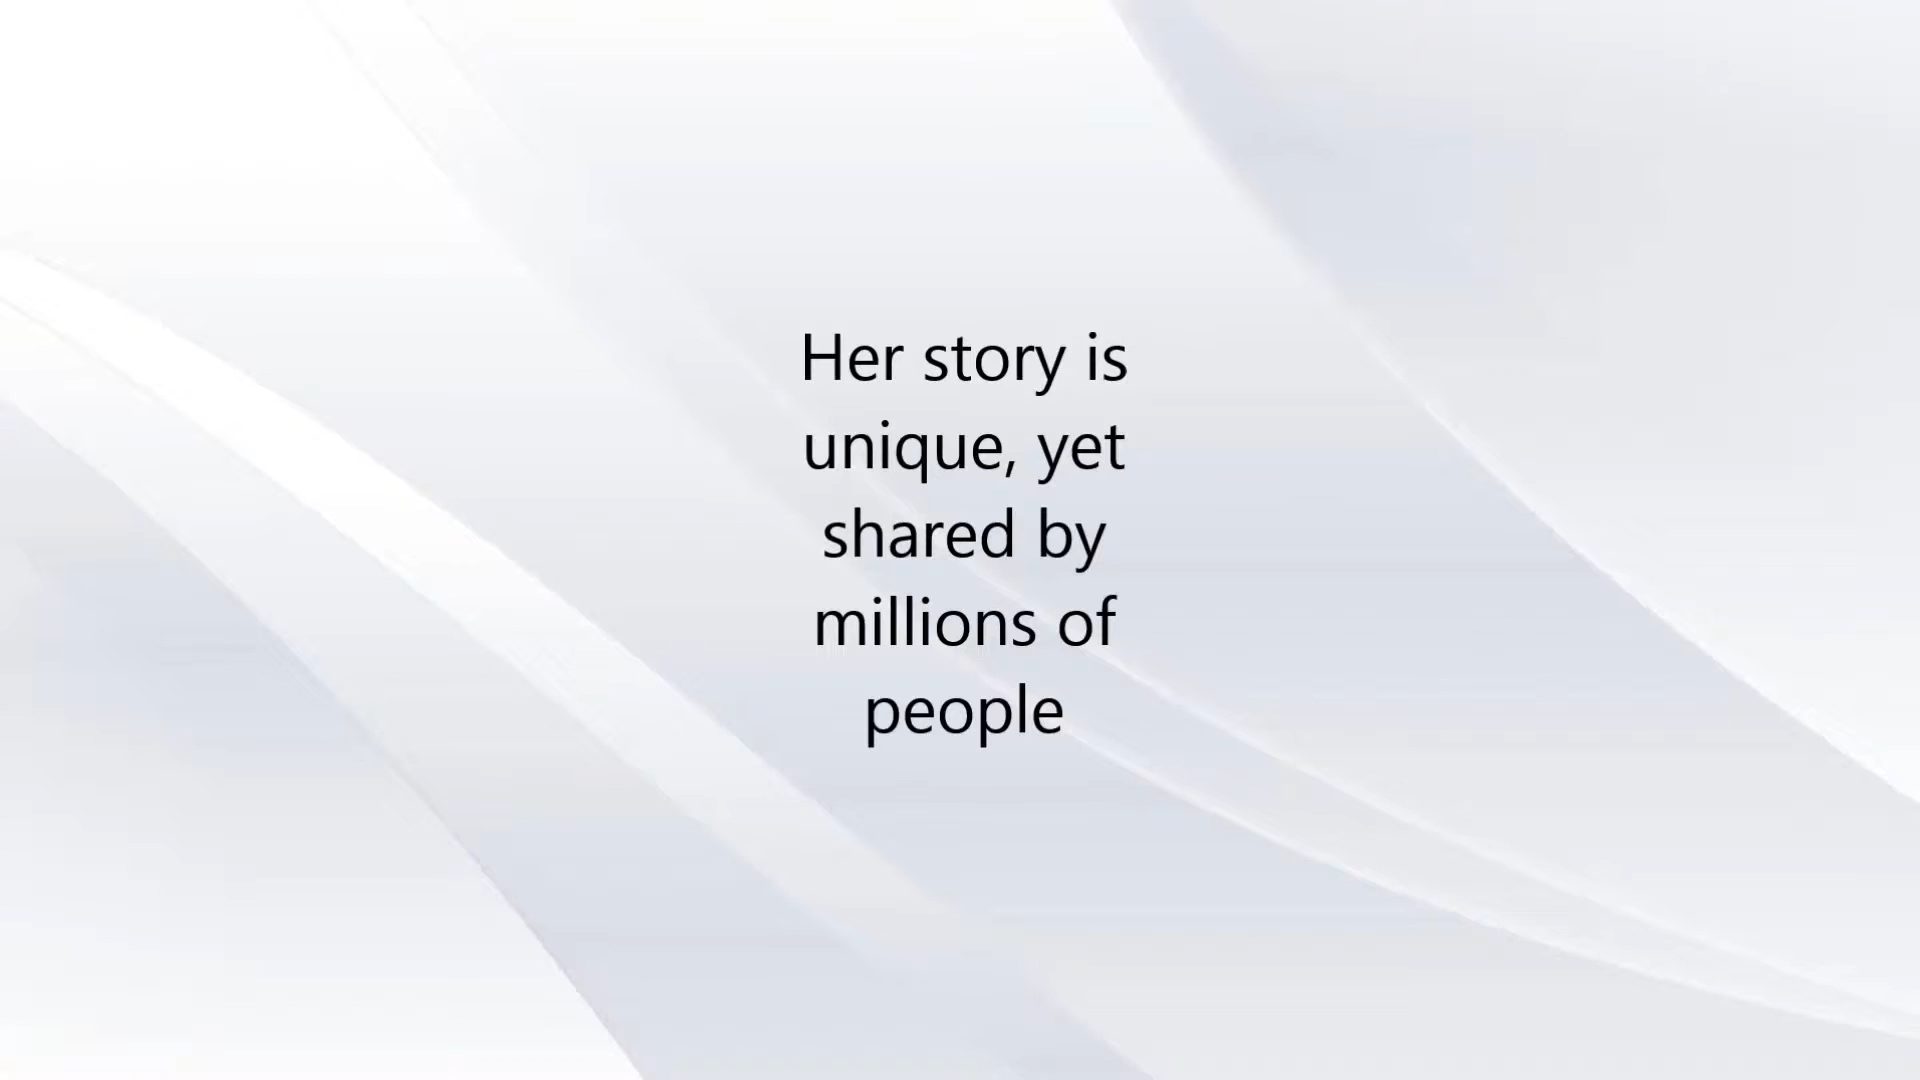 Her story is
unique, yet
shared by
millions of
people